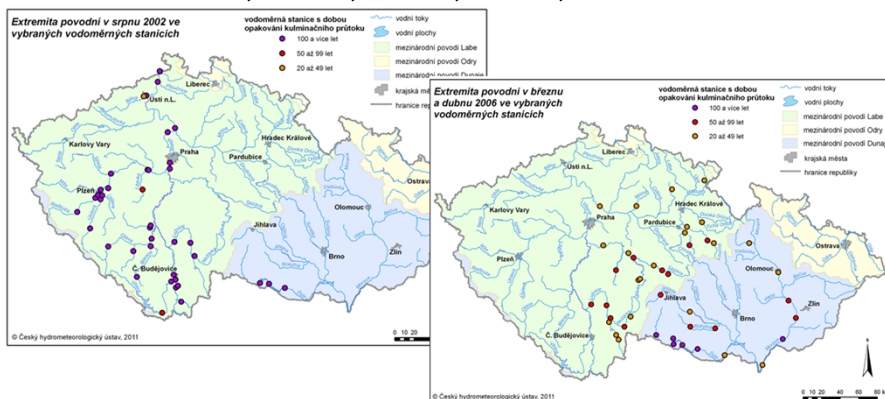 Extremita povodní v srpnu 2002 ve
vybraných vodoměrných stanicích
vodoměrná stanice s dobou
opakování kulminačního průtoku
100 a více let
50 až 99 let
20 až 49 let
vodní toky
vodní plochy
mezinárodní povodí Labe
mezinárodní povodí Odry
mezinárodní povodí Dunaje
krajská mě
hranice repu
Liberec
Ústí n.L.
Karlovy Vary
Praha
Hradec Králové
Pardubice
Plzeň
Ostrava
Olomouc
Jihlava
Č. Budějovice
Brno
Zlín
© Český hydrometeorologický ústav, 2011
0 10 20
Extremita povodní v březnu
a dubnu 2006 ve vybraných
vodoměrných stanicích
vodoměrná stanice s dobou
opakování kulminačního průtoku
100 a více let
50 až 99 let
20 až 49 let
vodní toky
vodní plochy
mezinárodní povodí Labe
mezinárodní povodí Odry
mezinárodní povodí Dunaj
krajská města
hranice republiky
Liberec
Ústí n.L.
Karlovy Vary
Praha
Hradec Králové
Pardubice
Plzeň
Ostrava
Olomouc
Jihlava
Zlín
Brno
Č. Budějovice
© Český hydrometeorologický ústav, 2011
0 10 20 40 60 80 k